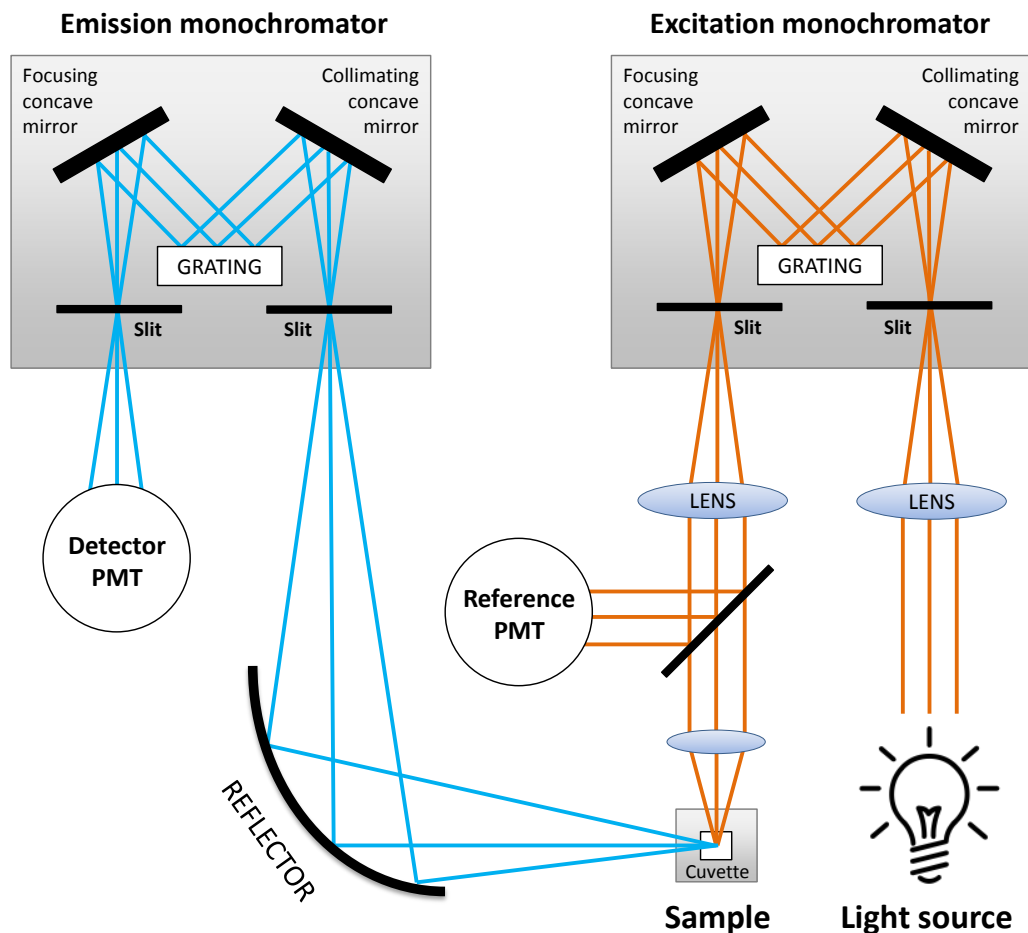 Emission monochromator
Excitation monochromator
Focusing
concave
mirror
Collimating
concave
mirror
GRATING
Slit
Slit
Focusing
concave
mirror
Collimating
concave
mirror
GRATING
Slit
Slit
LENS
LENS
Detector
PMT
Reference
PMT
REFLECTOR
Cuvette
Sample
Light source